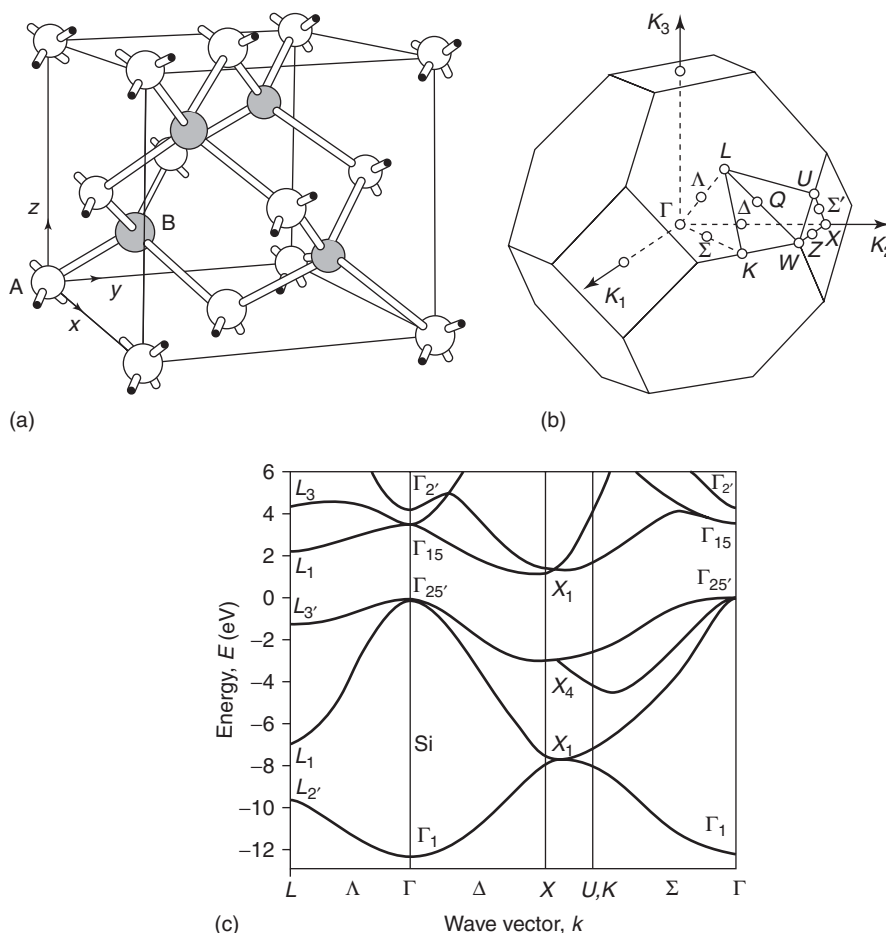 z
A
B
y
x
(a)
K₃
L
Λ
U
Γ
Δ
Q
Σ′
Σ
Z
X
K₂
K
W
K₁
(b)
6
4
2
0
−2
−4
−6
−8
−10
−12
Energy, E (eV)
L₃
L₁
L₃′
L₁
L₂′
Γ₂′
Γ₁₅
Γ₂₅′
Si
Γ₁
X₁
X₄
X₁
Γ₂′
Γ₁₅
Γ₂₅′
Γ₁
L Λ Γ Δ X U,K Σ Γ
(c)
Wave vector, k